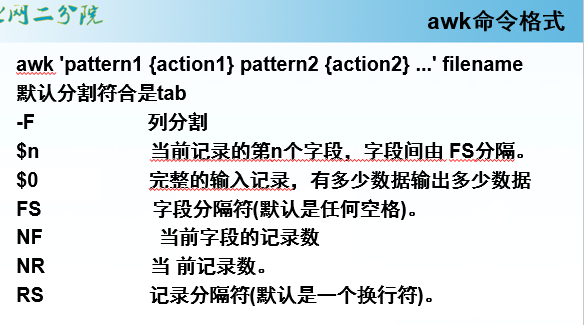 网二分院
awk命令格式
awk 'pattern1 {action1} pattern2 {action2} ...' filename
默认分割符合是tab
-F 列分割
$n 当前记录的第n个字段，字段间由 FS分隔。
$0 完整的输入记录，有多少数据输出多少数据
FS 字段分隔符(默认是任何空格)。
NF 当前字段的记录数
NR 当 前记录数。
RS 记录分隔符(默认是一个换行符)。